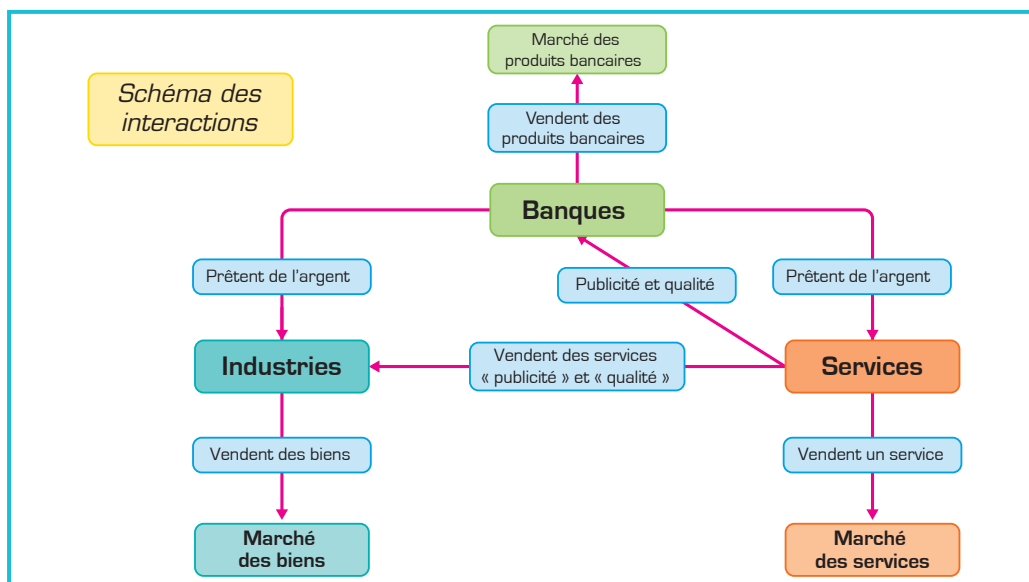 Marché des
produits bancaires
Schéma des
interactions
Vendent des
produits bancaires
Banques
Prêtent de l'argent
Publicité et qualité
Prêtent de l'argent
Industries
Vendent des services
« publicité » et « qualité »
Services
Vendent des biens
Vendent un service
Marché
des biens
Marché
des services